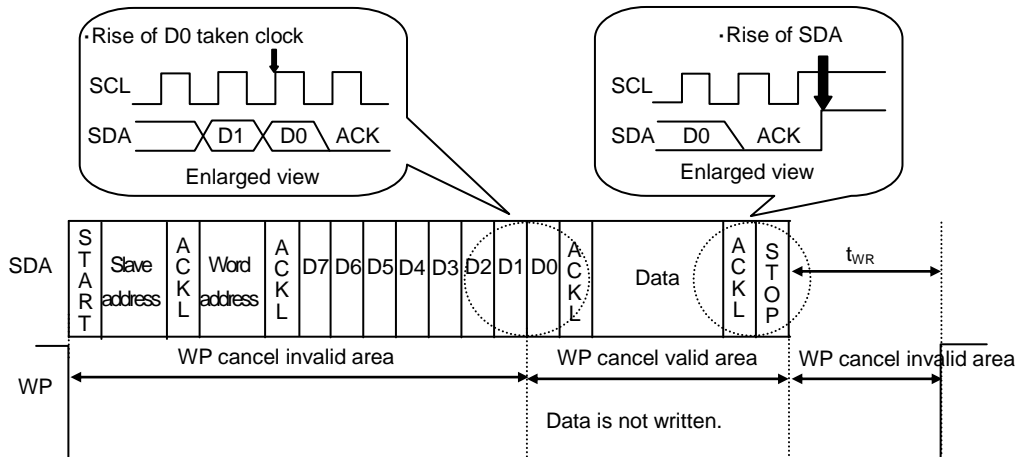 ·Rise of D0 taken clock
SCL
SDA D1 D0 ACK
Enlarged view
·Rise of SDA
SCL
SDA D0 ACK
Enlarged view
SDA
START
Slave address
ACKL
Word address
ACKL
D7 D6 D5 D4 D3 D2 D1 D0
ACKL
Data
ACKL
STOP
tWR
WP
WP cancel invalid area
WP cancel valid area
WP cancel invalid area
Data is not written.